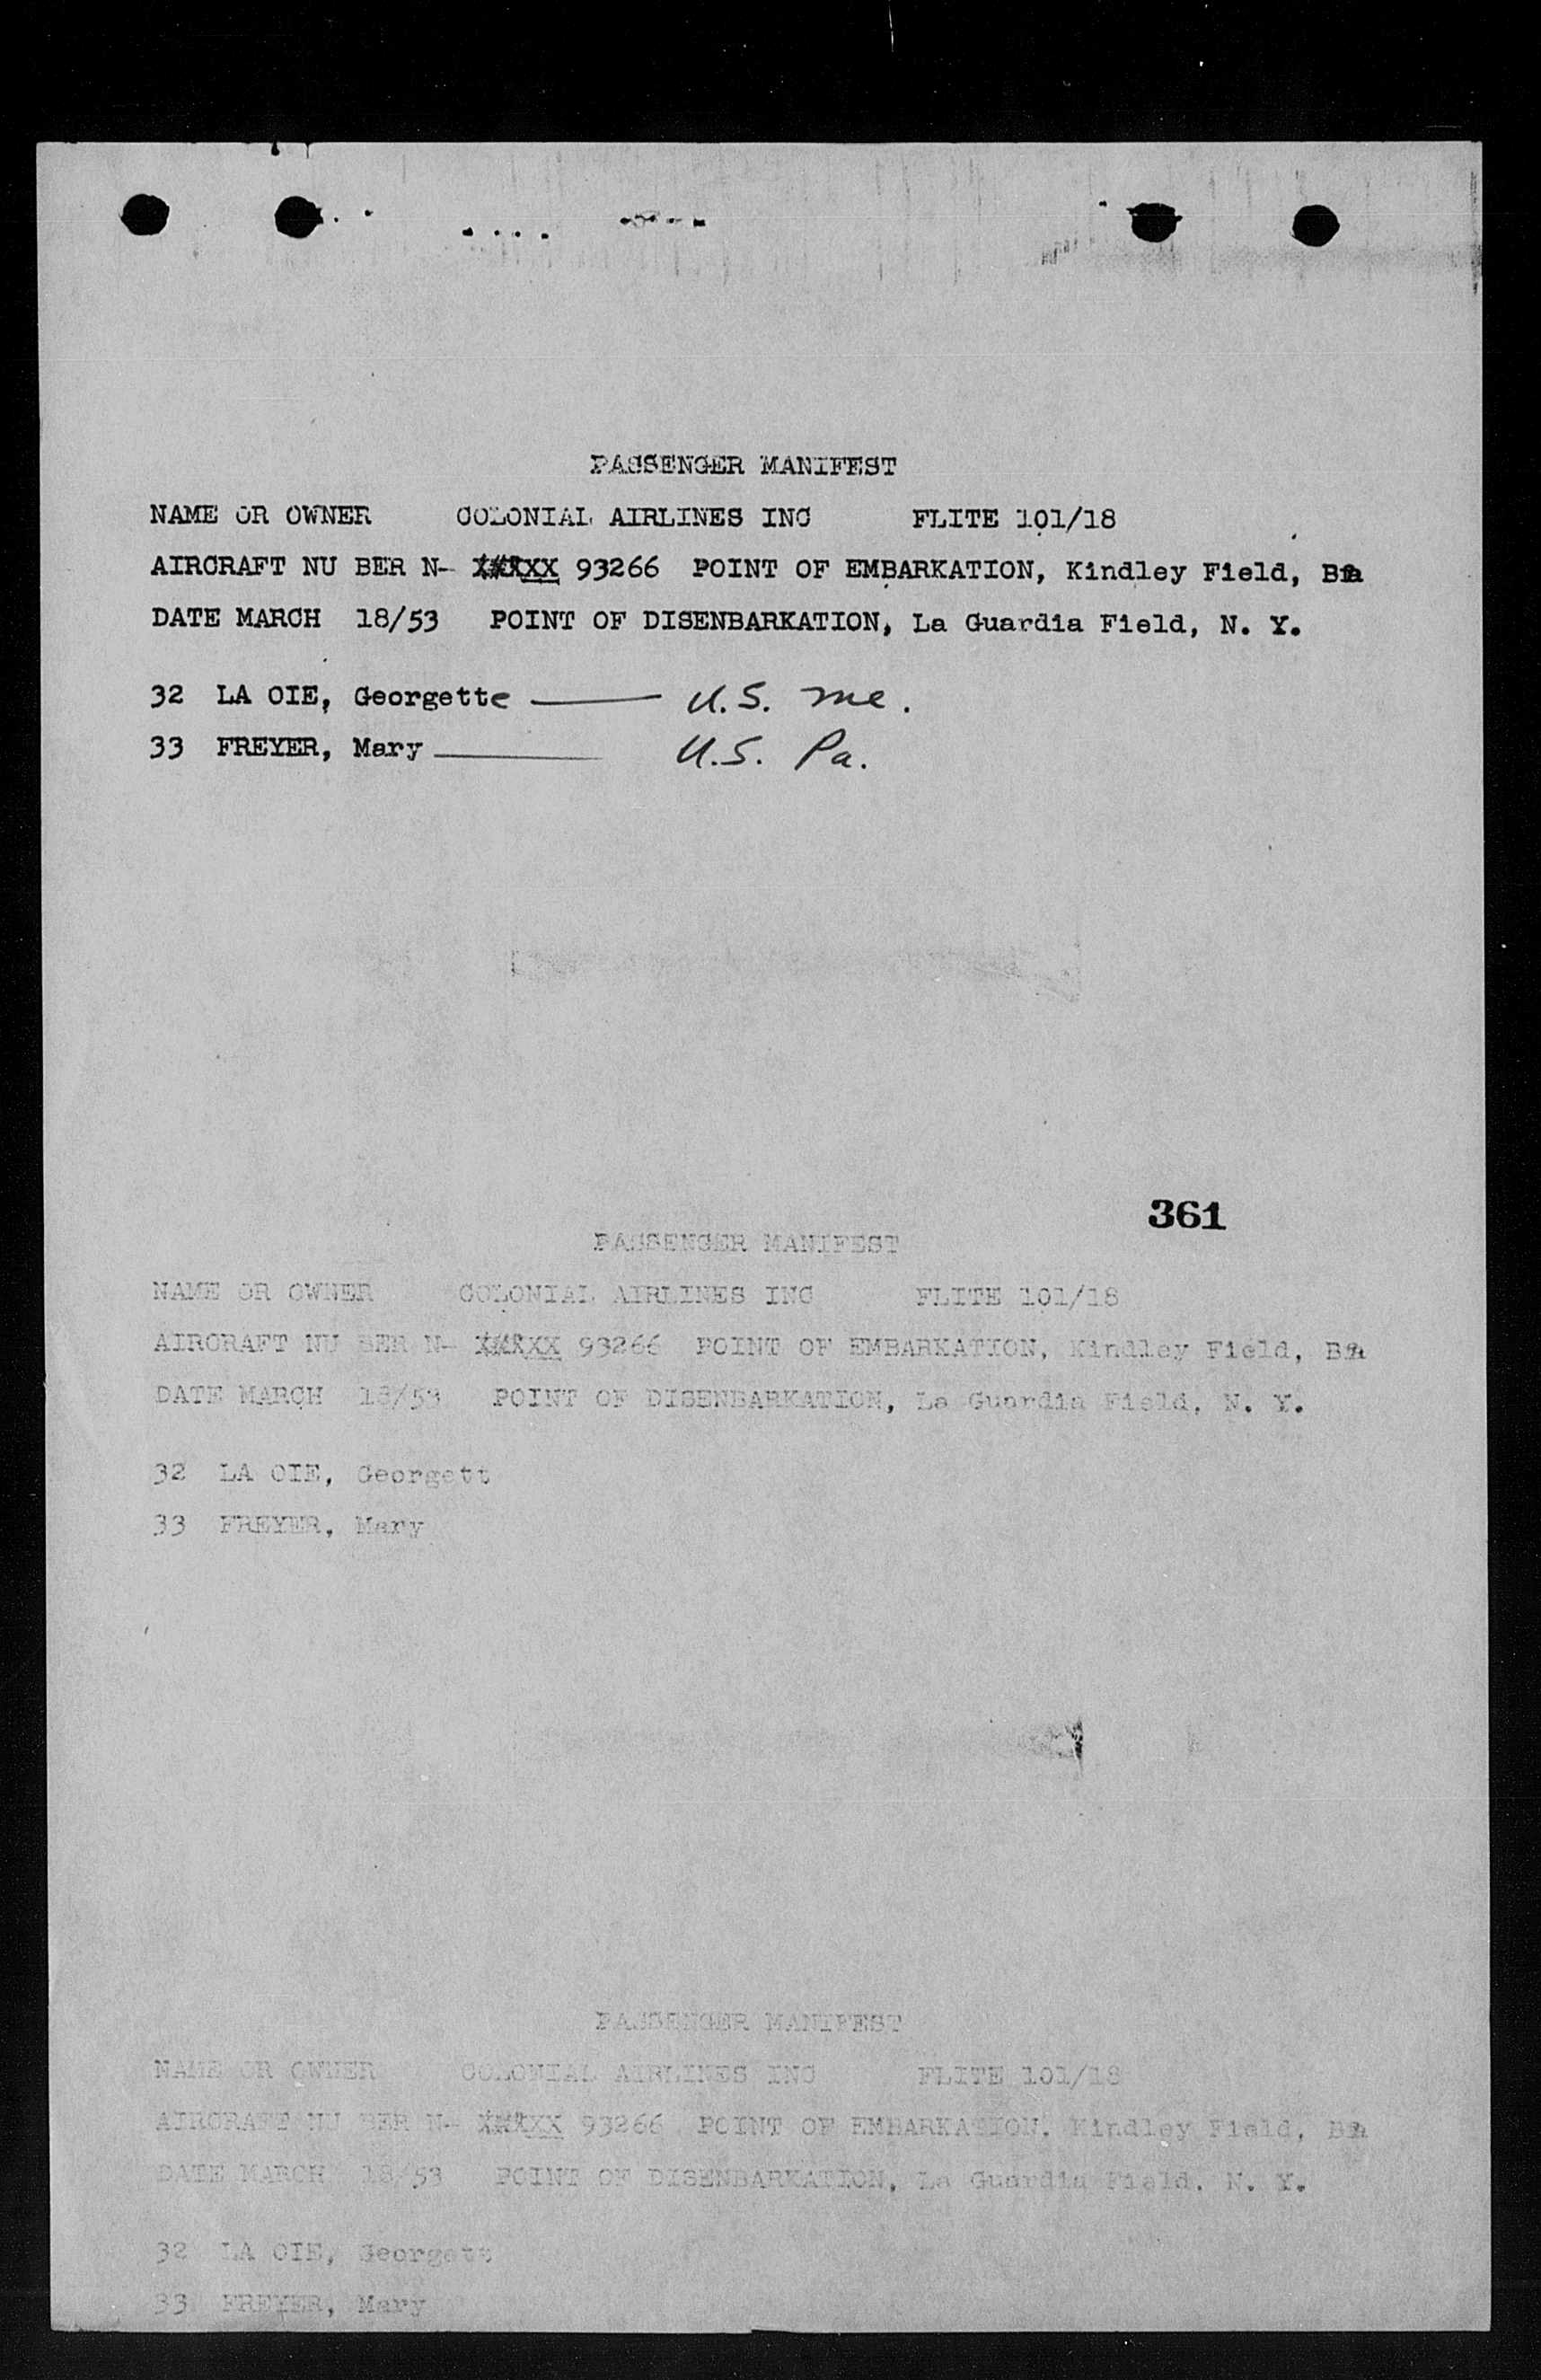 PASSENGER MANIFEST
NAME OR OWNER COLONIAL AIRLINES INC FLITE 101/18
AIRCRAFT NU BER N- XXXXX 93266 POINT OF EMBARKATION, Kindley Field, Bda
DATE MARCH 18/53 POINT OF DISENBARKATION, La Guardia Field, N. Y.
32 LA OIE, Georgette U.S. Me.
33 FREYER, Mary U.S. Pa.
361
PASSENGER MANIFEST
NAME OR OWNER COLONIAL AIRLINES INC FLITE 101/18
AIRCRAFT NU BER N- XXXXX 93266 POINT OF EMBARKATION, Kindley Field, Bda
DATE MARCH 18/53 POINT OF DISENBARKATION, La Guardia Field, N. Y.
32 LA OIE, Georgett
33 FREYER, Mary
PASSENGER MANIFEST
NAME OR OWNER COLONIAL AIRLINES INC FLITE 101/18
AIRCRAFT NU BER N- XXXXX 93266 POINT OF EMBARKATION, Kindley Field, Bda
DATE MARCH 18/53 POINT OF DISENBARKATION, La Guardia Field, N. Y.
32 LA OIE, Georgett
33 FREYER, Mary